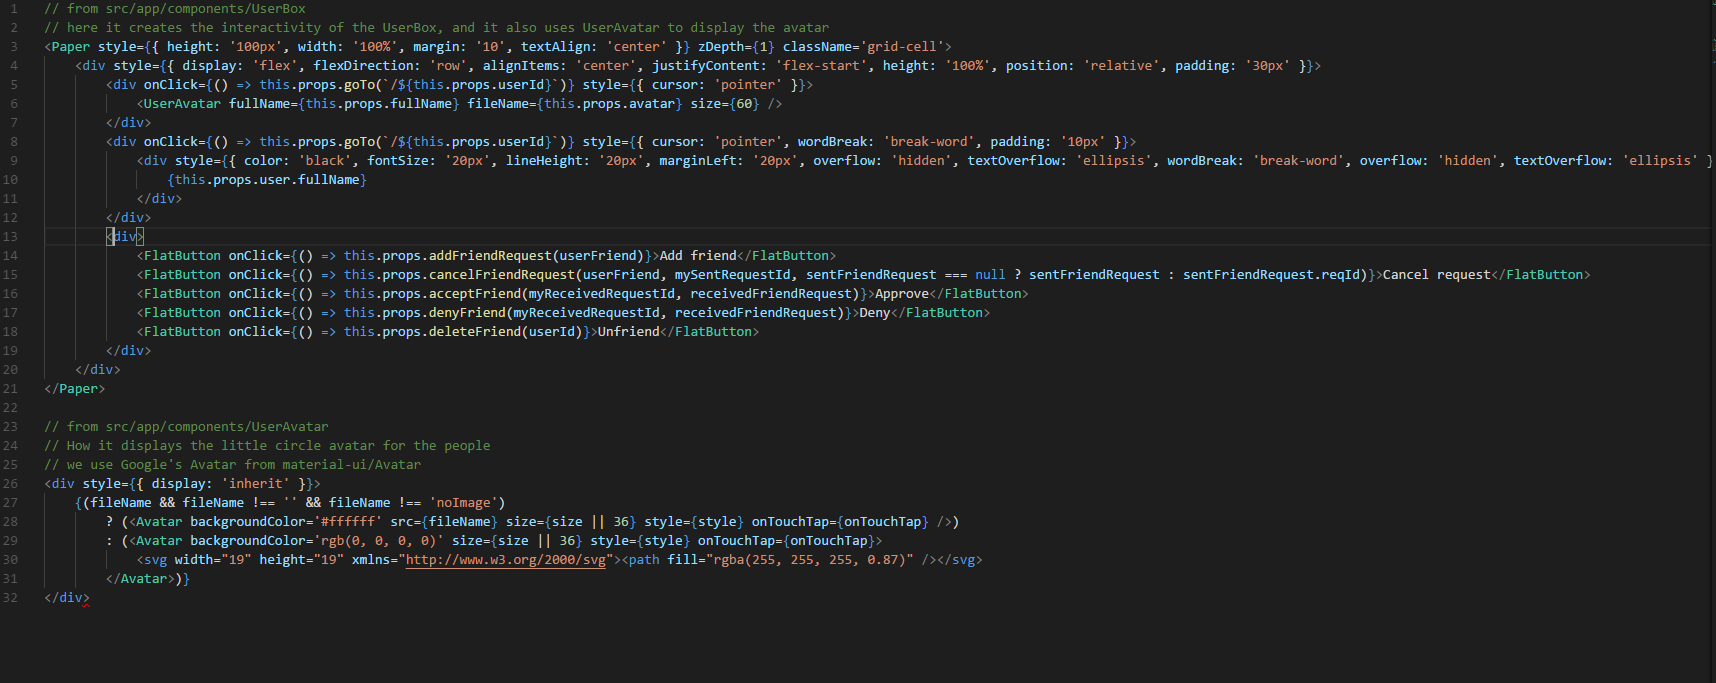 1 // from src/app/components/UserBox
2 // here it creates the interactivity of the UserBox, and it also uses UserAvatar to display the avatar
3 <Paper style={{ height: '100px', width: '100%', margin: '10', textAlign: 'center' }} zDepth={1} className='grid-cell'>
4 <div style={{ display: 'flex', flexDirection: 'row', alignItems: 'center', justifyContent: 'flex-start', height: '100%', position: 'relative', padding: '30px' }}>
5 <div onClick={() => this.props.goTo(`/${this.props.userId}`)} style={{ cursor: 'pointer' }}>
6 <UserAvatar fullName={this.props.fullName} fileName={this.props.avatar} size={60} />
7 </div>
8 <div onClick={() => this.props.goTo(`/${this.props.userId}`)} style={{ cursor: 'pointer', wordBreak: 'break-word', padding: '10px' }}>
9 <div style={{ color: 'black', fontSize: '20px', lineHeight: '20px', marginLeft: '20px', overflow: 'hidden', textOverflow: 'ellipsis', wordBreak: 'break-word', overflow: 'hidden', textOverflow: 'ellipsis' }
10 {this.props.user.fullName}
11 </div>
12 </div>
13 <div>
14 <FlatButton onClick={() => this.props.addFriendRequest(userFriend)}>Add friend</FlatButton>
15 <FlatButton onClick={() => this.props.cancelFriendRequest(userFriend, mySentRequestId, sentFriendRequest === null ? sentFriendRequest : sentFriendRequest.reqId)}>Cancel request</FlatButton>
16 <FlatButton onClick={() => this.props.acceptFriend(myReceivedRequestId, receivedFriendRequest)}>Approve</FlatButton>
17 <FlatButton onClick={() => this.props.denyFriend(myReceivedRequestId, receivedFriendRequest)}>Deny</FlatButton>
18 <FlatButton onClick={() => this.props.deleteFriend(userId)}>Unfriend</FlatButton>
19 </div>
20 </div>
21 </Paper>
22
23 // from src/app/components/UserAvatar
24 // How it displays the little circle avatar for the people
25 // we use Google's Avatar from material-ui/Avatar
26 <div style={{ display: 'inherit' }}>
27 {(fileName && fileName !== '' && fileName !== 'noImage')
28 ? (<Avatar backgroundColor='#ffffff' src={fileName} size={size || 36} style={style} onTouchTap={onTouchTap} />)
29 : (<Avatar backgroundColor='rgb(0, 0, 0, 0)' size={size || 36} style={style} onTouchTap={onTouchTap}>
30 <svg width="19" height="19" xmlns="http://www.w3.org/2000/svg"><path fill="rgba(255, 255, 255, 0.87)" /></svg>
31 </Avatar>)}
32 </div>